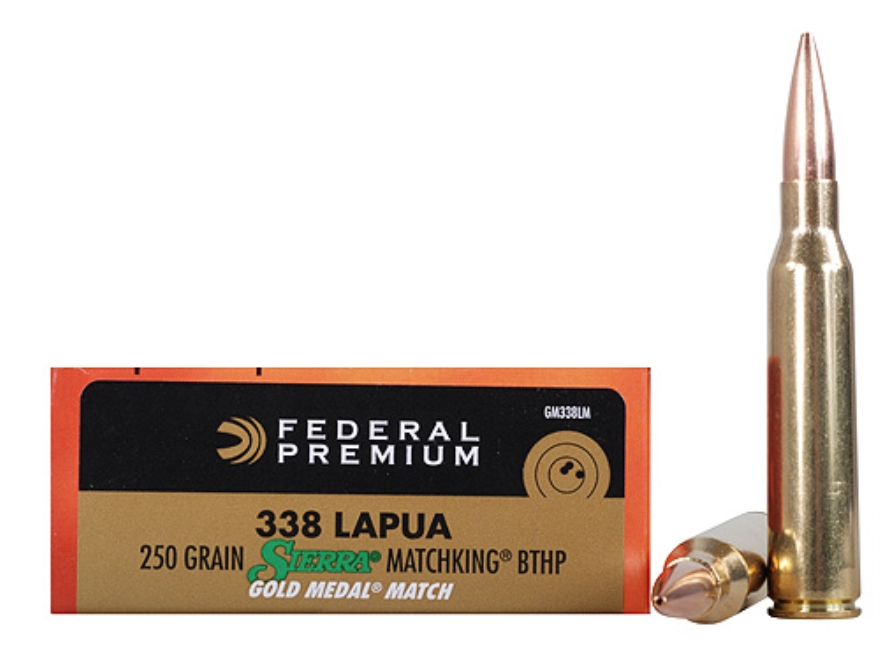 GM338LM
FEDERAL
PREMIUM
338 LAPUA
250 GRAIN SIERRA® MATCHKING® BTHP
GOLD MEDAL® MATCH